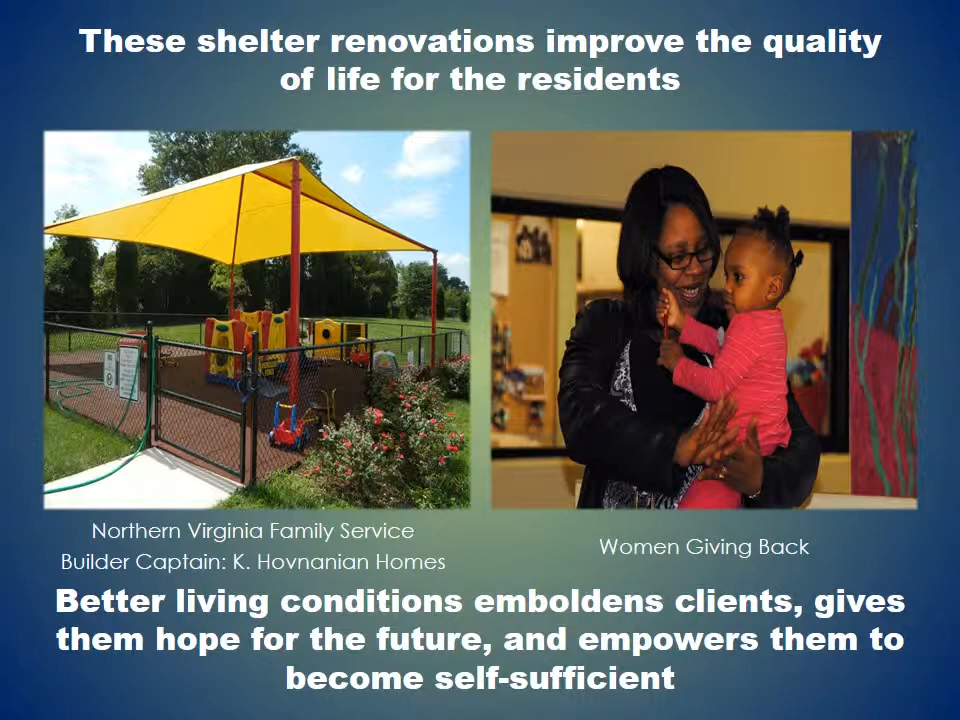 These shelter renovations improve the quality
of life for the residents
Northern Virginia Family Service
Builder Captain: K. Hovnanian Homes
Women Giving Back
Better living conditions emboldens clients, gives
them hope for the future, and empowers them to
become self-sufficient